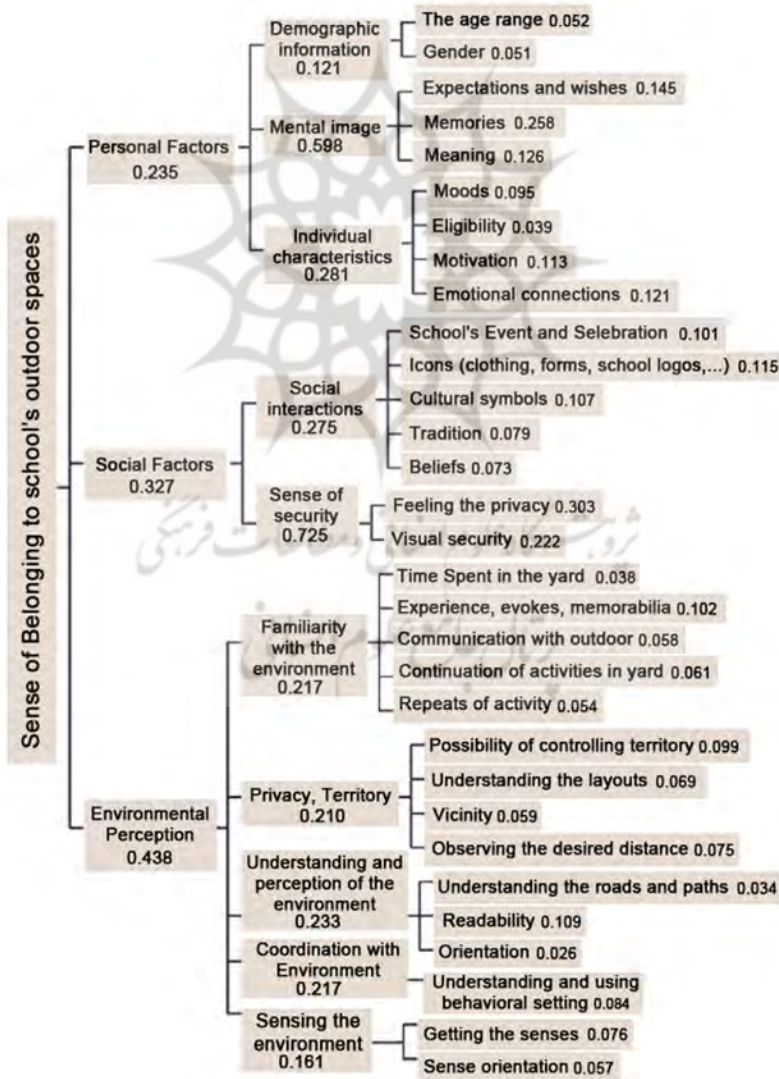 Sense of Belonging to school's outdoor spaces
Personal Factors
0.235
Demographic
information
0.121
The age range 0.052
Gender 0.051
Mental image
0.598
Expectations and wishes 0.145
Memories 0.258
Meaning 0.126
Individual
characteristics
0.281
Moods 0.095
Eligibility 0.039
Motivation 0.113
Emotional connections 0.121
Social Factors
0.327
Social
interactions
0.275
School's Event and Selebration 0.101
Icons (clothing, forms, school logos,...) 0.115
Cultural symbols 0.107
Tradition 0.079
Beliefs 0.073
Sense of
security
0.725
Feeling the privacy 0.303
Visual security 0.222
Environmental
Perception
0.438
Familiarity
with the
environment
0.217
Time Spent in the yard 0.038
Experience, evokes, memorabilia 0.102
Communication with outdoor 0.058
Continuation of activities in yard 0.061
Repeats of activity 0.054
Privacy, Territory
0.210
Possibility of controlling territory 0.099
Understanding the layouts 0.069
Vicinity 0.059
Observing the desired distance 0.075
Understanding and
perception of the
environment
0.233
Understanding the roads and paths 0.034
Readability 0.109
Orientation 0.026
Coordination with
Environment
0.217
Understanding and using
behavioral setting 0.084
Sensing the
environment
0.161
Getting the senses 0.076
Sense orientation 0.057